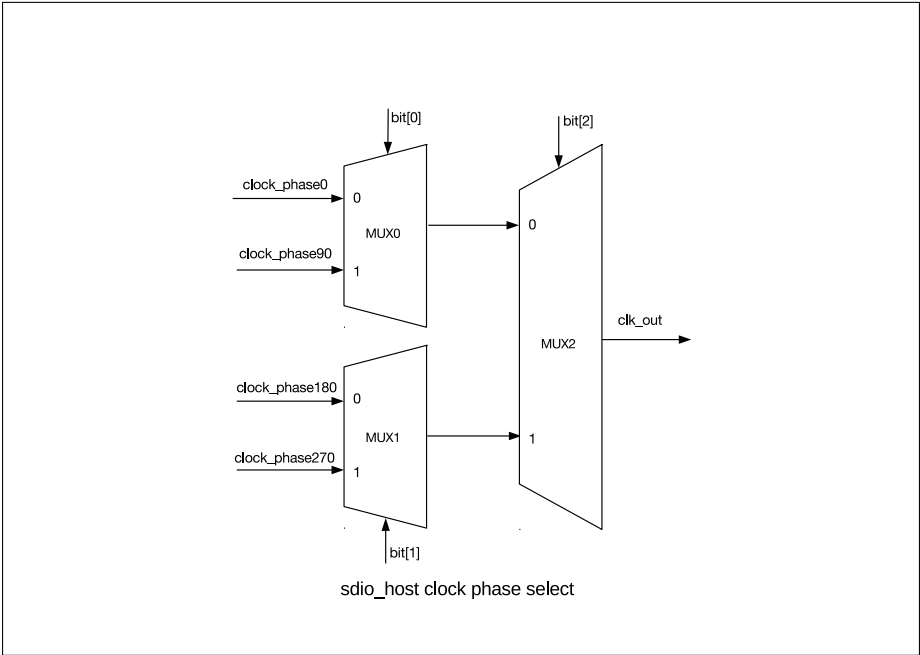 bit[0]
bit[2]
clock_phase0
0
MUX0
clock_phase90
1
0
clk_out
MUX2
clock_phase180
0
MUX1
1
clock_phase270
1
bit[1]
sdio_host clock phase select